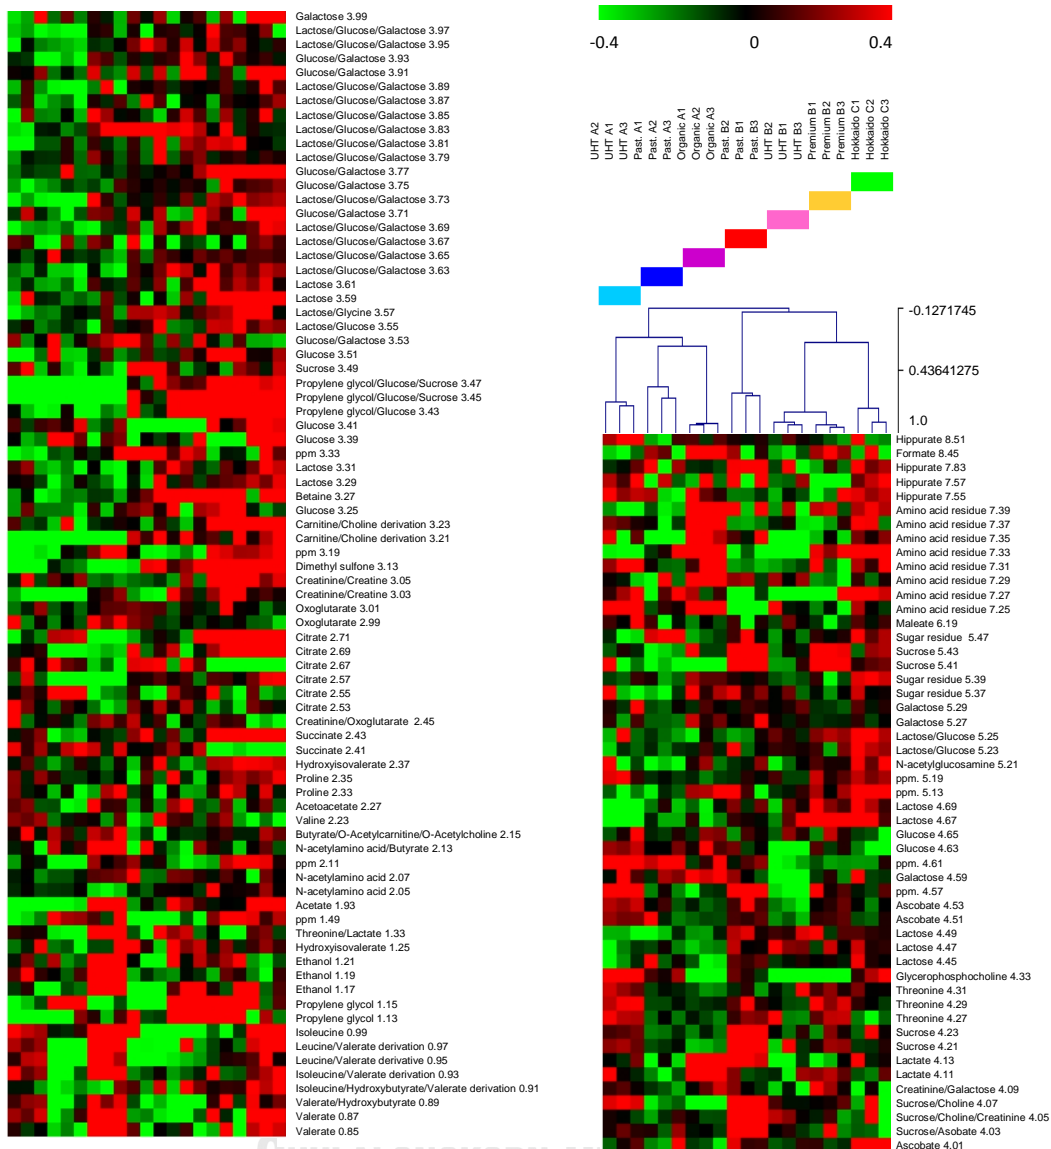 Galactose 3.99
Lactose/Glucose/Galactose 3.97
Lactose/Glucose/Galactose 3.95
Glucose/Galactose 3.93
Glucose/Galactose 3.91
Lactose/Glucose/Galactose 3.89
Lactose/Glucose/Galactose 3.87
Lactose/Glucose/Galactose 3.85
Lactose/Glucose/Galactose 3.83
Lactose/Glucose/Galactose 3.81
Lactose/Glucose/Galactose 3.79
Glucose/Galactose 3.77
Glucose/Galactose 3.75
Lactose/Glucose/Galactose 3.73
Glucose/Galactose 3.71
Lactose/Glucose/Galactose 3.69
Lactose/Glucose/Galactose 3.67
Lactose/Glucose/Galactose 3.65
Lactose/Glucose/Galactose 3.63
Lactose 3.61
Lactose 3.59
Lactose/Glycine 3.57
Lactose/Glucose 3.55
Glucose/Galactose 3.53
Glucose 3.51
Sucrose 3.49
Propylene glycol/Glucose/Sucrose 3.47
Propylene glycol/Glucose/Sucrose 3.45
Propylene glycol/Glucose 3.43
Glucose 3.41
Glucose 3.39
ppm 3.33
Lactose 3.31
Lactose 3.29
Betaine 3.27
Glucose 3.25
Carnitine/Choline derivation 3.23
Carnitine/Choline derivation 3.21
ppm 3.19
Dimethyl sulfone 3.13
Creatinine/Creatine 3.05
Creatinine/Creatine 3.03
Oxoglutarate 3.01
Oxoglutarate 2.99
Citrate 2.71
Citrate 2.69
Citrate 2.67
Citrate 2.57
Citrate 2.55
Citrate 2.53
Creatinine/Oxoglutarate 2.45
Succinate 2.43
Succinate 2.41
Hydroxyisovalerate 2.37
Proline 2.35
Proline 2.33
Acetoacetate 2.27
Valine 2.23
Butyrate/O-Acetylcarnitine/O-Acetylcholine 2.15
N-acetylamino acid/Butyrate 2.13
ppm 2.11
N-acetylamino acid 2.07
N-acetylamino acid 2.05
Acetate 1.93
ppm 1.49
Threonine/Lactate 1.33
Hydroxyisovalerate 1.25
Ethanol 1.21
Ethanol 1.19
Ethanol 1.17
Propylene glycol 1.15
Propylene glycol 1.13
Isoleucine 0.99
Leucine/Valerate derivation 0.97
Leucine/Valerate derivative 0.95
Isoleucine/Valerate derivation 0.93
Isoleucine/Hydroxybutyrate/Valerate derivation 0.91
Valerate/Hydroxybutyrate 0.89
Valerate 0.87
Valerate 0.85
-0.4 0 0.4
UHT A2
UHT A1
UHT A3
Past. A1
Past. A2
Past. A3
Organic A1
Organic A2
Organic A3
Past. B2
Past. B1
Past. B3
UHT B2
UHT B1
UHT B3
Premium B1
Premium B2
Premium B3
Hokkaido C1
Hokkaido C2
Hokkaido C3
-0.1271745
0.43641275
1.0
Hippurate 8.51
Formate 8.45
Hippurate 7.83
Hippurate 7.57
Hippurate 7.55
Amino acid residue 7.39
Amino acid residue 7.37
Amino acid residue 7.35
Amino acid residue 7.33
Amino acid residue 7.31
Amino acid residue 7.29
Amino acid residue 7.27
Amino acid residue 7.25
Maleate 6.19
Sugar residue 5.47
Sucrose 5.43
Sucrose 5.41
Sugar residue 5.39
Sugar residue 5.37
Galactose 5.29
Galactose 5.27
Lactose/Glucose 5.25
Lactose/Glucose 5.23
N-acetylglucosamine 5.21
ppm. 5.19
ppm. 5.13
Lactose 4.69
Lactose 4.67
Glucose 4.65
Glucose 4.63
ppm. 4.61
Galactose 4.59
ppm. 4.57
Ascobate 4.53
Ascobate 4.51
Lactose 4.49
Lactose 4.47
Lactose 4.45
Glycerophosphocholine 4.33
Threonine 4.31
Threonine 4.29
Threonine 4.27
Sucrose 4.23
Sucrose 4.21
Lactate 4.13
Lactate 4.11
Creatinine/Galactose 4.09
Sucrose/Choline 4.07
Sucrose/Choline/Creatinine 4.05
Sucrose/Asobate 4.03
Ascobate 4.01